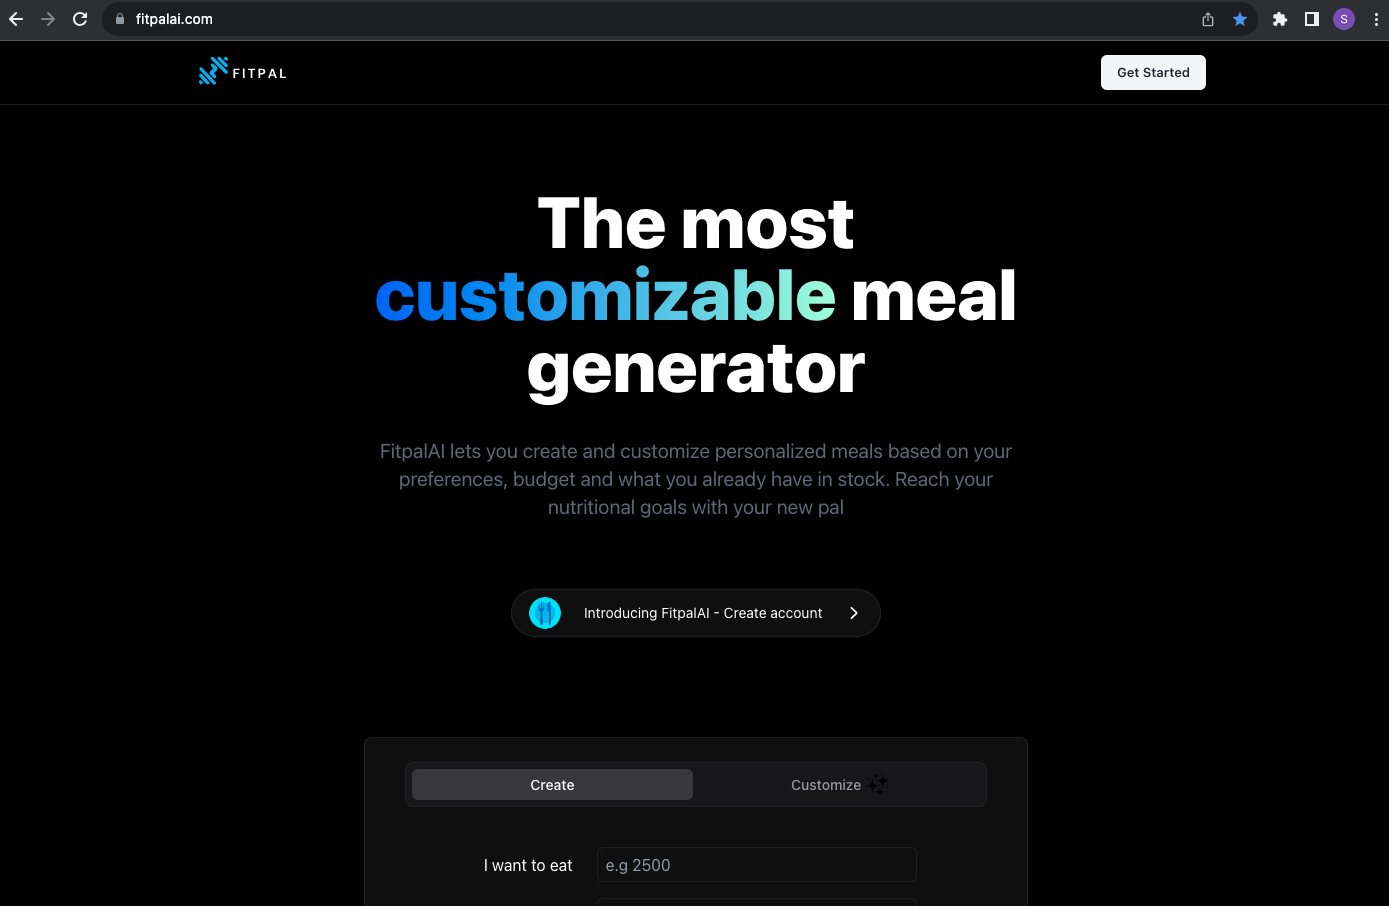 fitpalai.com
S
FITPAL
Get Started
The most
customizable meal
generator
FitpalAI lets you create and customize personalized meals based on your
preferences, budget and what you already have in stock. Reach your
nutritional goals with your new pal
Introducing FitpalAI - Create account
Create
Customize
I want to eat
e.g 2500